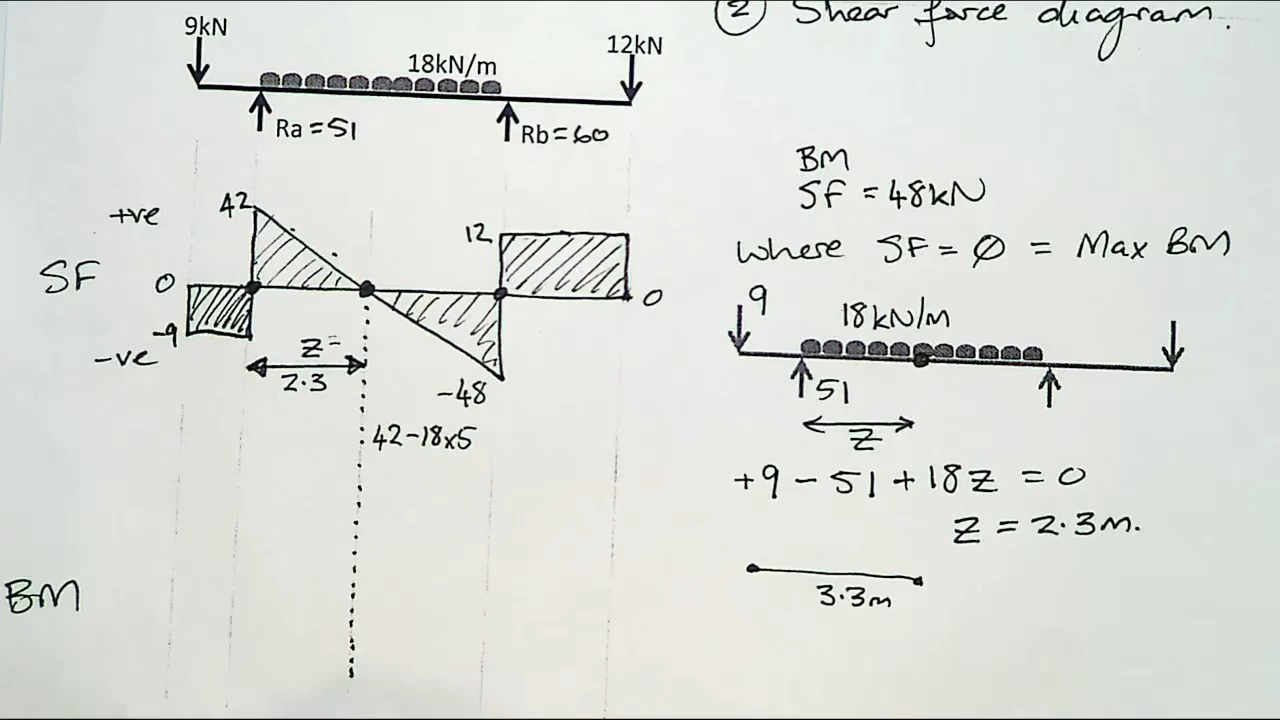 ② Shear force diagram.
9kN
12kN
18kN/m
Ra = 51
Rb = 60
SF
+ve
42
12
0
0
-9
-ve
z =
2.3
-48
42-18x5
BM
BM
SF = 48kN
Where SF = Ø = Max BM
9
18kN/m
51
z
+9 - 51 + 18z = 0
z = 2.3m.
3.3m